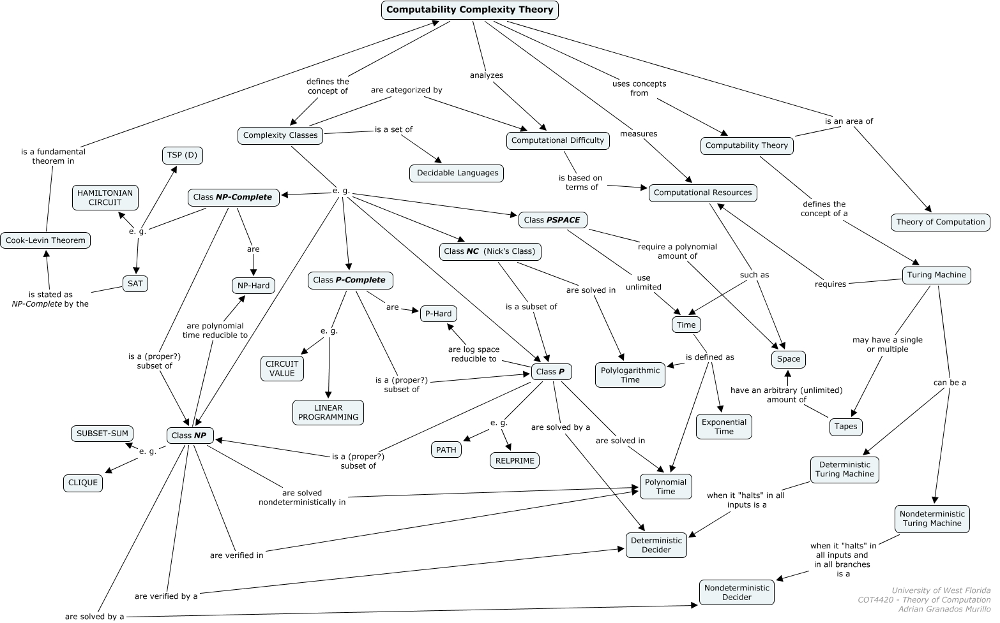 Computability Complexity Theory
defines the
concept of
are categorized by
analyzes
uses concepts
from
is an area of
measures
is a set of
Complexity Classes
Computational Difficulty
Computability Theory
is a fundamental
theorem in
TSP (D)
Decidable Languages
is based on
terms of
HAMILTONIAN
CIRCUIT
Class NP-Complete
e. g.
Computational Resources
defines the
concept of a
Class PSPACE
Theory of Computation
e. g.
Cook-Levin Theorem
are
Class NC (Nick's Class)
require a polynomial
amount of
SAT
NP-Hard
Class P-Complete
use
unlimited
such as
Turing Machine
requires
is stated as
NP-Complete by the
are solved in
is a subset of
are
P-Hard
Time
are polynomial
time reducible to
e. g.
may have a single
or multiple
is a (proper?)
subset of
are log space
reducible to
is defined as
Space
CIRCUIT
VALUE
Class P
Polylogarithmic
Time
is a (proper?)
subset of
have an arbitrary (unlimited)
amount of
can be a
LINEAR
PROGRAMMING
Exponential
Time
Tapes
SUBSET-SUM
Class NP
e. g.
are solved by a
are solved in
e. g.
PATH
RELPRIME
is a (proper?)
subset of
CLIQUE
Deterministic
Turing Machine
Polynomial
Time
are solved
nondeterministically in
when it "halts" in all
inputs is a
Nondeterministic
Turing Machine
Deterministic
Decider
are verified in
when it "halts" in
all inputs and
in all branches
is a
are verified by a
Nondeterministic
Decider
are solved by a
University of West Florida
COT4420 - Theory of Computation
Adrian Granados Murillo